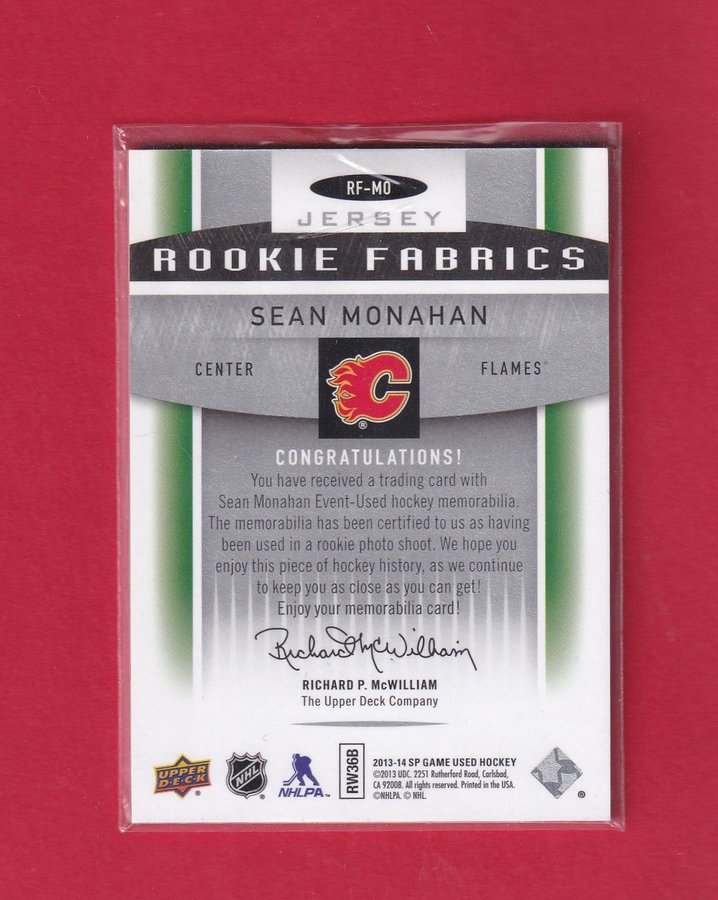 RF-MO
JERSEY
ROOKIE FABRICS
SEAN MONAHAN
CENTER
FLAMES®
C
®
CONGRATULATIONS!
You have received a trading card with
Sean Monahan Event-Used hockey memorabilia.
The memorabilia has been certified to us as having
been used in a rookie photo shoot. We hope you
enjoy this piece of hockey history, as we continue
to keep you as close as you can get!
Enjoy your memorabilia card!
Richard McWilliam
RICHARD P. McWILLIAM
The Upper Deck Company
UPPER
D·E·C·K
®
NHL
®
NHLPA™
RW36B
2013-14 SP GAME USED HOCKEY
©2013 UDC. 2251 Rutherford Road, Carlsbad,
CA 92008. All rights reserved. Printed in the USA.
©NHLPA. © NHL.
®